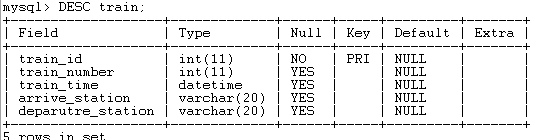 mysql> DESC train;
+-------------------+-------------+------+-----+---------+-------+
| Field             | Type        | Null | Key | Default | Extra |
+-------------------+-------------+------+-----+---------+-------+
| train_id          | int(11)     | NO   | PRI | NULL    |       |
| train_number      | int(11)     | YES  |     | NULL    |       |
| train_time        | datetime    | YES  |     | NULL    |       |
| arrive_station    | varchar(20) | YES  |     | NULL    |       |
| deparutre_station | varchar(20) | YES  |     | NULL    |       |
+-------------------+-------------+------+-----+---------+-------+
5 rows in set